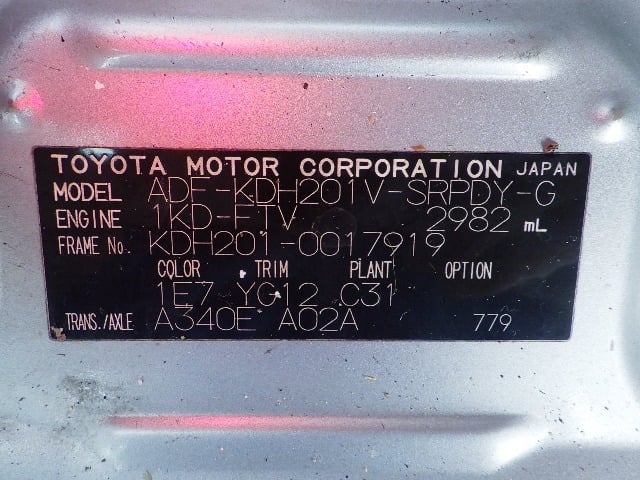 TOYOTA MOTOR CORPORATION JAPAN
MODEL ADF-KDH201V-SRPDY-G
ENGINE 1KD-FTV 2982 mL
FRAME No. KDH201-0017919
COLOR TRIM PLANT OPTION
1E7 YG12 C31
TRANS./AXLE A340E A02A 779